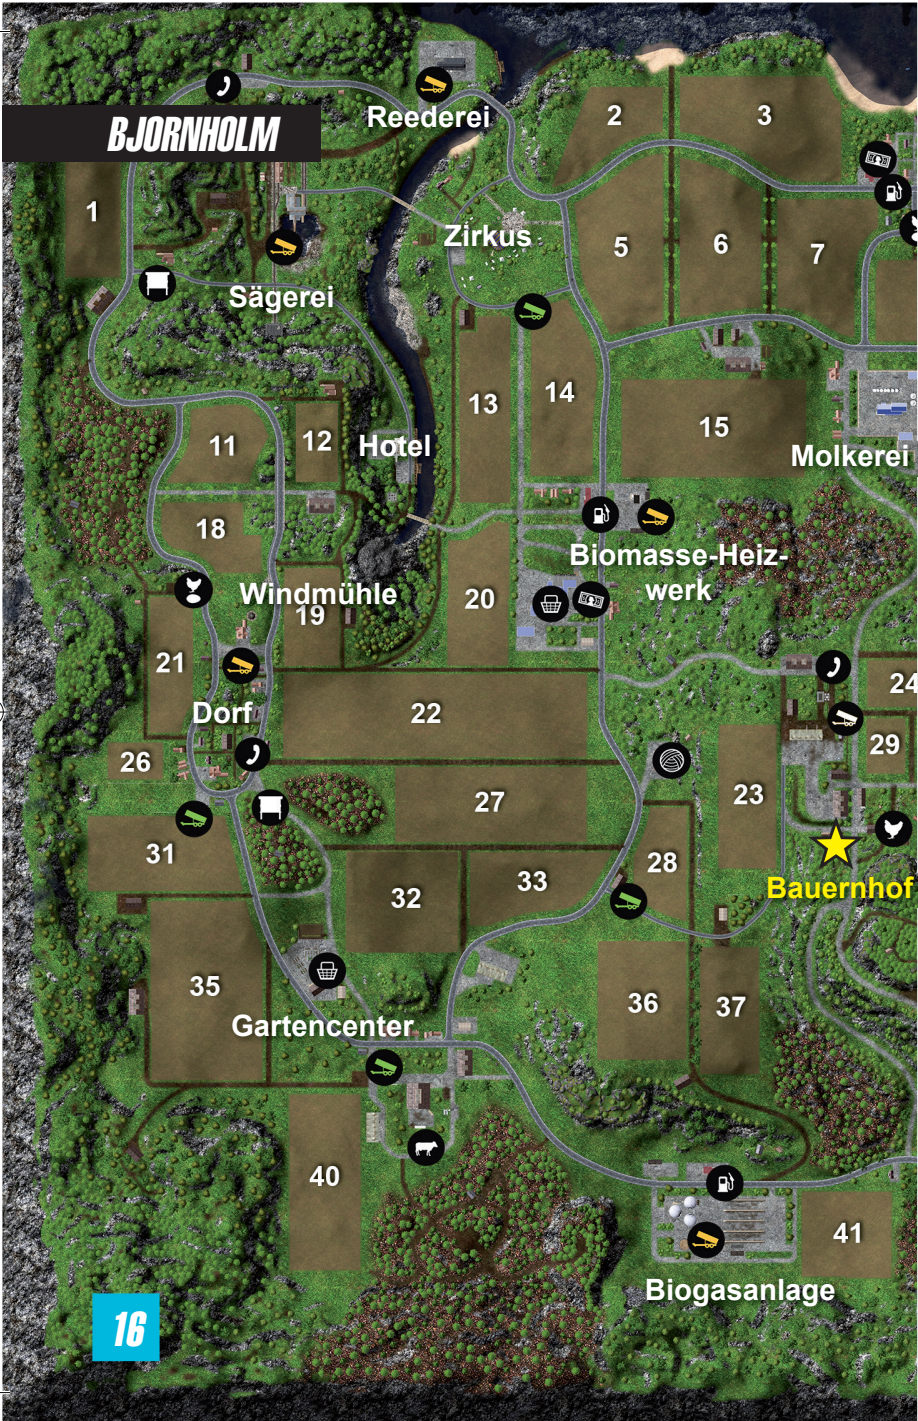 Reederei
BJORNHOLM
2
3
1
Zirkus
5
6
7
Sägerei
13
14
15
11
12
Hotel
Molkerei
18
Biomasse-Heiz-
werk
Windmühle
19
20
21
24
Dorf
22
29
26
27
23
31
28
33
32
Bauernhof
35
36
37
Gartencenter
40
41
Biogasanlage
16